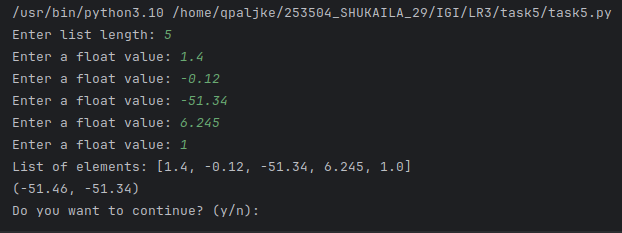 /usr/bin/python3.10 /home/qpaljke/253504_SHUKAILA_29/IGI/LR3/task5/task5.py
Enter list length: 5
Enter a float value: 1.4
Enter a float value: -0.12
Enter a float value: -51.34
Enter a float value: 6.245
Enter a float value: 1
List of elements: [1.4, -0.12, -51.34, 6.245, 1.0]
(-51.46, -51.34)
Do you want to continue? (y/n):